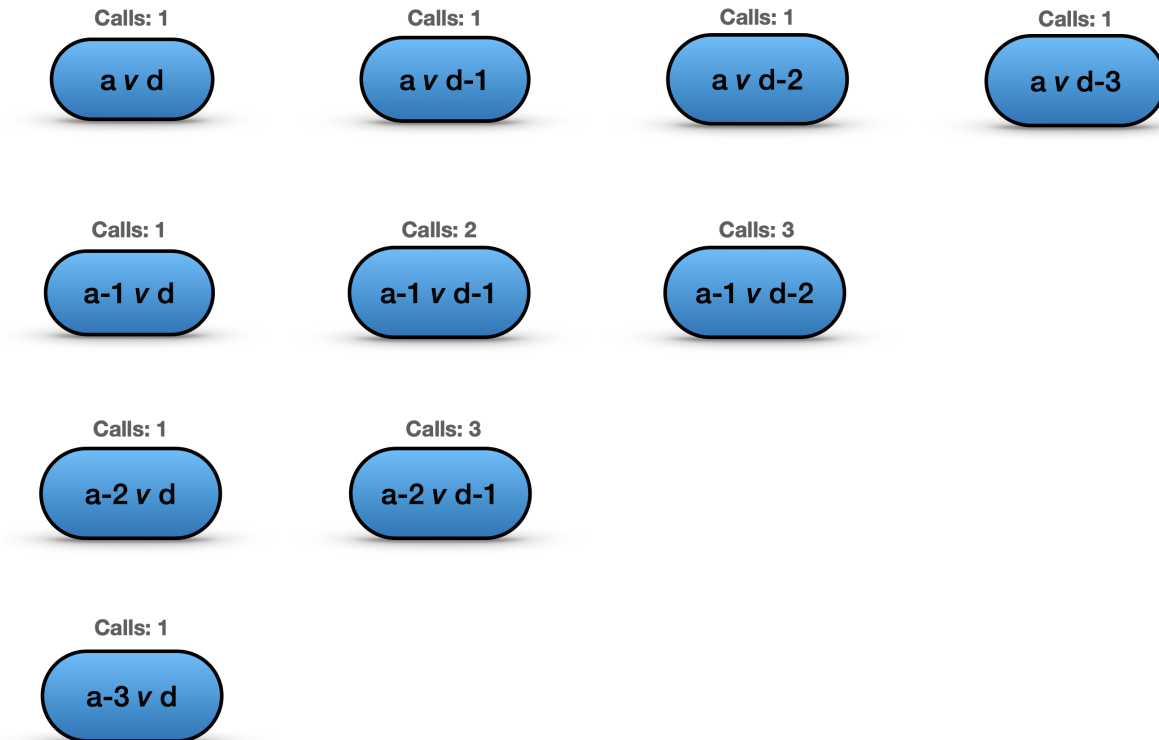 Calls: 1 Calls: 1 Calls: 1 Calls: 1
a v d a v d-1 a v d-2 a v d-3
Calls: 1 Calls: 2 Calls: 3
a-1 v d a-1 v d-1 a-1 v d-2
Calls: 1 Calls: 3
a-2 v d a-2 v d-1
Calls: 1
a-3 v d